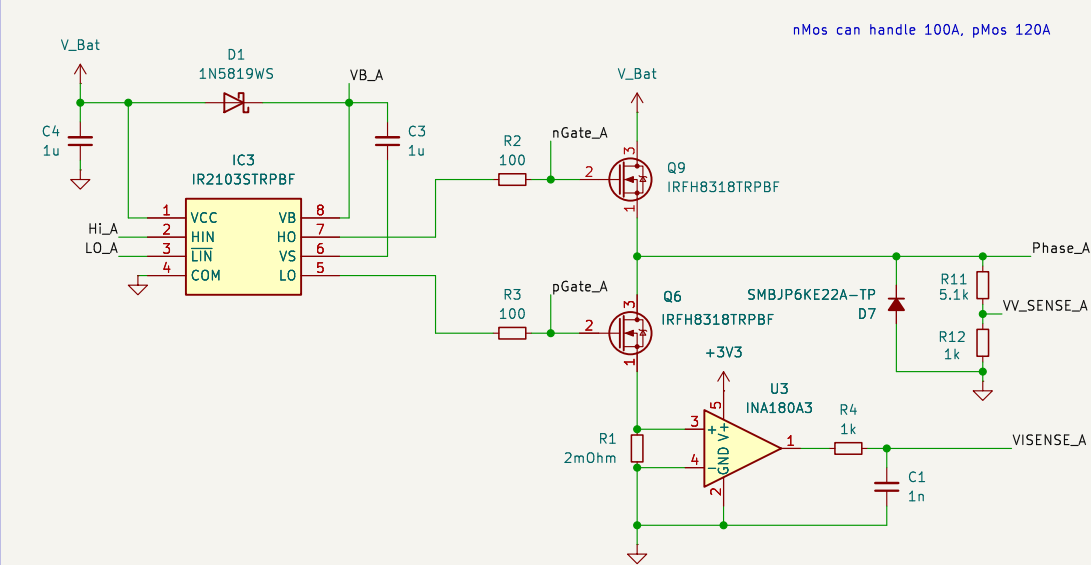 nMos can handle 100A, pMos 120A
V_Bat
D1
1N5819WS
VB_A
V_Bat
C4
1u
C3
1u
R2
100
nGate_A
3
2
Q9
IRFH8318TRPBF
1
IC3
IR2103STRPBF
1
VCC
VB
8
Hi_A
2
HIN
HO
7
LO_A
3
LIN
VS
6
4
COM
LO
5
Phase_A
R11
5.1k
VV_SENSE_A
R12
1k
SMBJP6KE22A-TP
D7
R3
100
pGate_A
3
2
Q6
IRFH8318TRPBF
1
+3V3
U3
INA180A3
5
V+
3
+
R1
2mOhm
4
-
GND
2
1
R4
1k
VISENSE_A
C1
1n